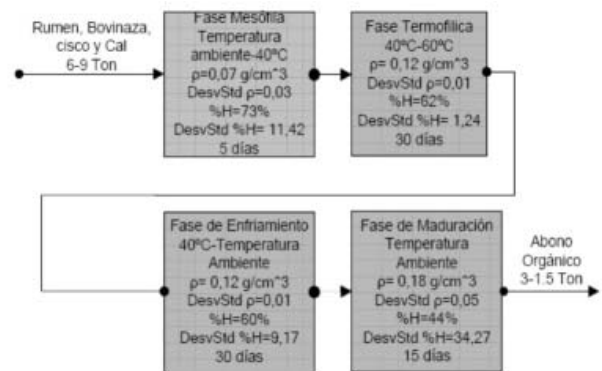 Rumen, Bovinaza,
cisco y Cal
6-9 Ton
Fase Mesófila
Temperatura
ambiente-40ºC
ρ=0,07 g/cm^3
DesvStd ρ=0,03
%H=73%
DesvStd %H= 11,42
5 días
Fase Termofilica
40ºC-60ºC
ρ= 0,12 g/cm^3
DesvStd ρ=0,01
%H=62%
DesvStd %H= 1,24
30 días
Fase de Enfriamiento
40ºC-Temperatura
Ambiente
ρ= 0,12 g/cm^3
DesvStd ρ=0,01
%H=60%
DesvStd %H=9,17
30 días
Fase de Maduración
Temperatura
Ambiente
ρ= 0,18 g/cm^3
DesvStd ρ=0,05
%H=44%
DesvStd %H=34,27
15 días
Abono
Orgánico
3-1.5 Ton